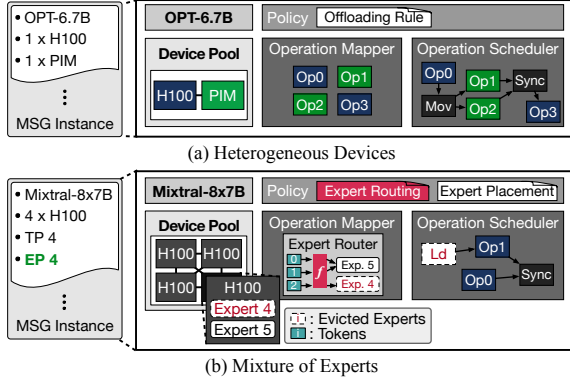 • OPT-6.7B
• 1 x H100
• 1 x PIM
⋮
MSG Instance
OPT-6.7B
Policy
Offloading Rule
Device Pool
H100
PIM
Operation Mapper
Op0
Op1
Op2
Op3
Operation Scheduler
Op0
Op1
Sync
Mov
Op2
Op3
(a) Heterogeneous Devices
• Mixtral-8x7B
• 4 x H100
• TP 4
• EP 4
⋮
MSG Instance
Mixtral-8x7B
Policy
Expert Routing
Expert Placement
Device Pool
H100
H100
H100
H100
H100
Expert 4
Expert 5
Operation Mapper
Expert Router
0
1
2
f
Exp. 5
Exp. 4
Operation Scheduler
Ld
Op1
Op0
Sync
i : Evicted Experts
i : Tokens
(b) Mixture of Experts